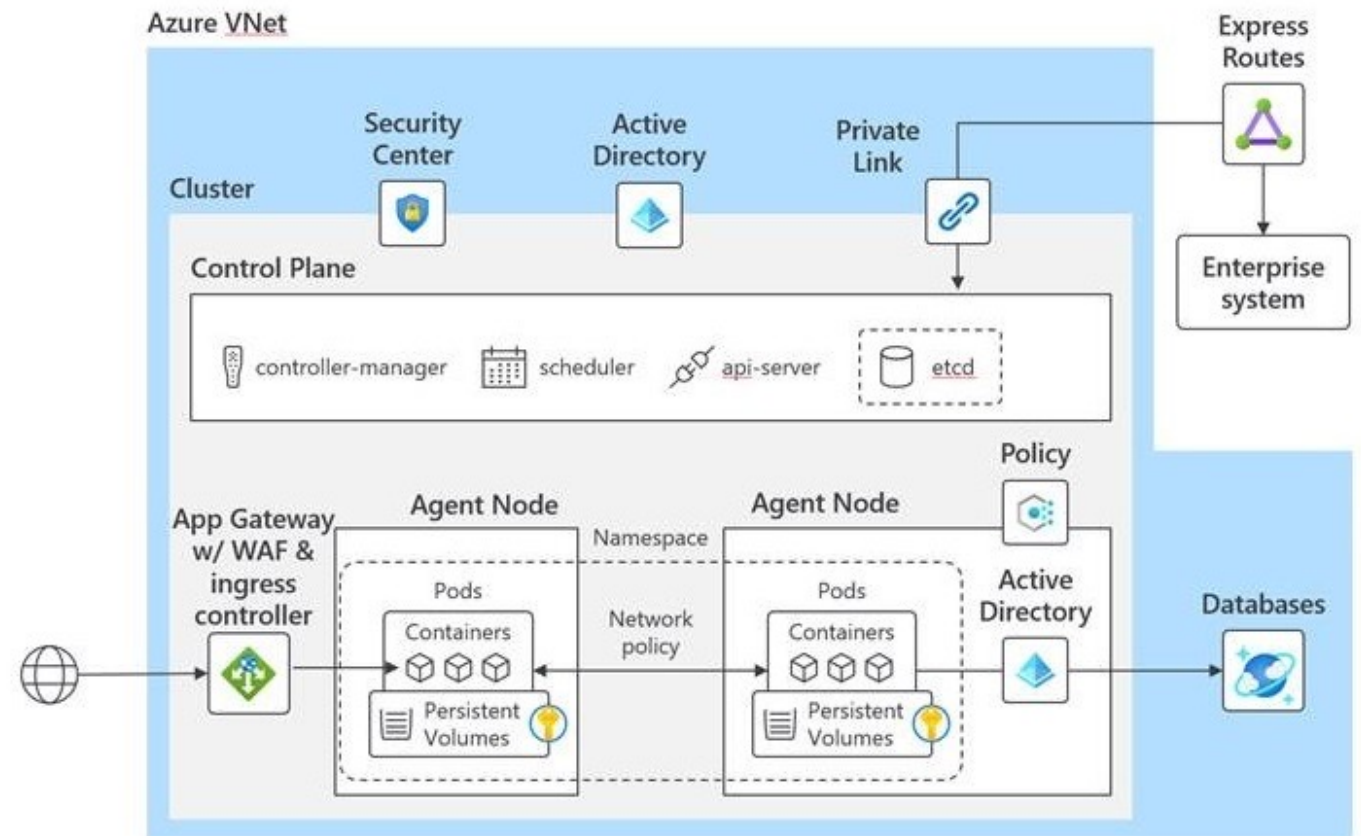 Azure VNet
Express
Routes
Security
Center
Active
Directory
Private
Link
Cluster
Enterprise
system
Control Plane
controller-manager
scheduler
api-server
etcd
Policy
App Gateway
w/ WAF &
ingress
controller
Agent Node
Namespace
Agent Node
Pods
Containers
Persistent
Volumes
Network
policy
Pods
Containers
Persistent
Volumes
Active
Directory
Databases